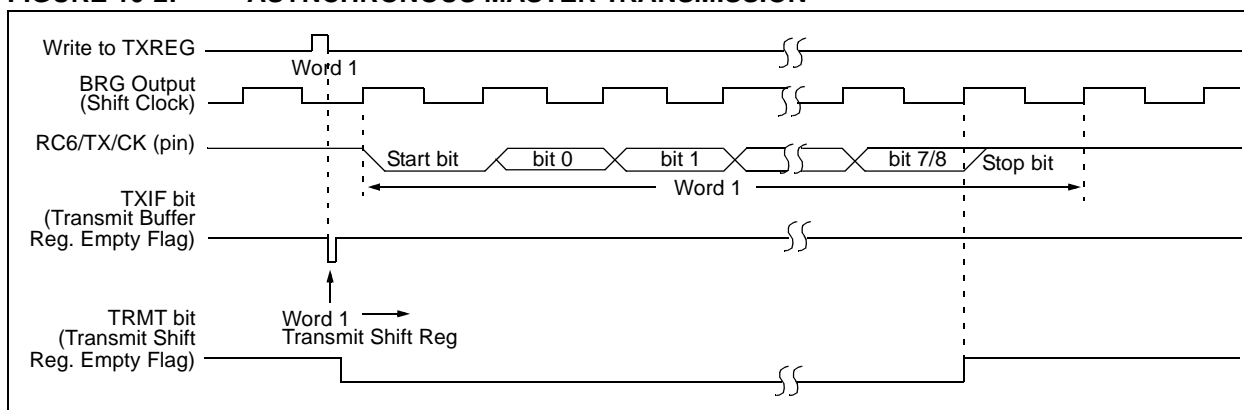 FIGURE 10-2: ASYNCHRONOUS MASTER TRANSMISSION
Write to TXREG
Word 1
BRG Output
(Shift Clock)
RC6/TX/CK (pin)
Start bit
bit 0
bit 1
bit 7/8
Stop bit
Word 1
TXIF bit
(Transmit Buffer
Reg. Empty Flag)
Word 1
Transmit Shift Reg
TRMT bit
(Transmit Shift
Reg. Empty Flag)